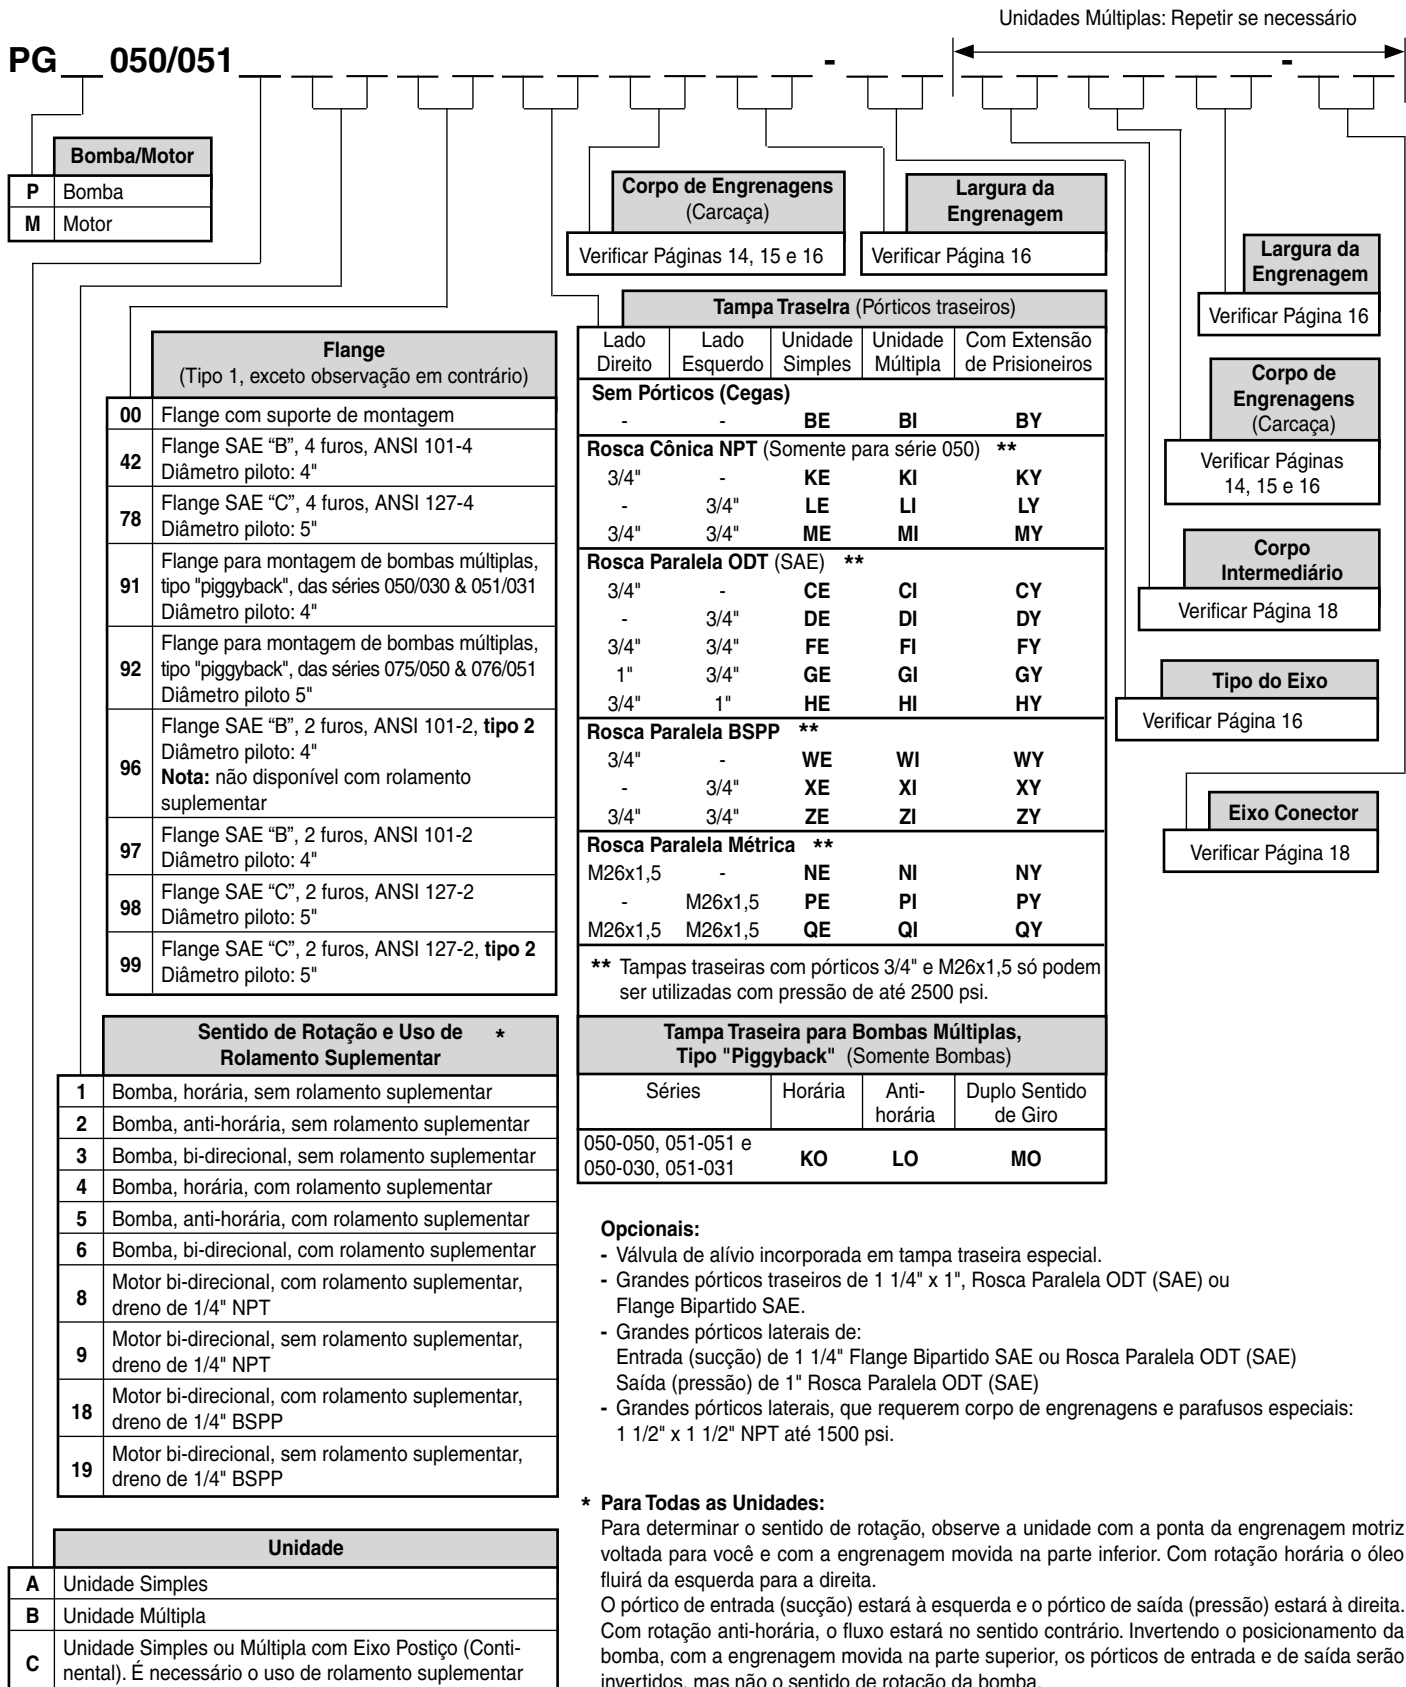 Unidades Múltiplas: Repetir se necessário
PG__ 050/051 __ __ __ __ __ __ __ __ __ __ __ - __ __ __ __ __ __ __ __ - __ __
Bomba/Motor
P Bomba
M Motor
Corpo de Engrenagens
(Carcaça)
Verificar Páginas 14, 15 e 16
Largura da
Engrenagem
Verificar Página 16
Largura da
Engrenagem
Verificar Página 16
Corpo de
Engrenagens
(Carcaça)
Verificar Páginas
14, 15 e 16
Corpo
Intermediário
Verificar Página 18
Tipo do Eixo
Verificar Página 16
Eixo Conector
Verificar Página 18
Flange
(Tipo 1, exceto observação em contrário)
00 Flange com suporte de montagem
42 Flange SAE “B”, 4 furos, ANSI 101-4
Diâmetro piloto: 4"
78 Flange SAE “C”, 4 furos, ANSI 127-4
Diâmetro piloto: 5"
91 Flange para montagem de bombas múltiplas,
tipo "piggyback", das séries 050/030 & 051/031
Diâmetro piloto: 4"
92 Flange para montagem de bombas múltiplas,
tipo "piggyback", das séries 075/050 & 076/051
Diâmetro piloto 5"
96 Flange SAE “B”, 2 furos, ANSI 101-2, tipo 2
Diâmetro piloto: 4"
Nota: não disponível com rolamento
suplementar
97 Flange SAE “B”, 2 furos, ANSI 101-2
Diâmetro piloto: 4"
98 Flange SAE “C”, 2 furos, ANSI 127-2
Diâmetro piloto: 5"
99 Flange SAE “C”, 2 furos, ANSI 127-2, tipo 2
Diâmetro piloto: 5"
Tampa TraseIra (Pórticos traseiros)
Lado Direito | Lado Esquerdo | Unidade Simples | Unidade Múltipla | Com Extensão de Prisioneiros
Sem Pórticos (Cegas)
- - BE BI BY
Rosca Cônica NPT (Somente para série 050) **
3/4" - KE KI KY
- 3/4" LE LI LY
3/4" 3/4" ME MI MY
Rosca Paralela ODT (SAE) **
3/4" - CE CI CY
- 3/4" DE DI DY
3/4" 3/4" FE FI FY
1" 3/4" GE GI GY
3/4" 1" HE HI HY
Rosca Paralela BSPP **
3/4" - WE WI WY
- 3/4" XE XI XY
3/4" 3/4" ZE ZI ZY
Rosca Paralela Métrica **
M26x1,5 - NE NI NY
- M26x1,5 PE PI PY
M26x1,5 M26x1,5 QE QI QY
** Tampas traseiras com pórticos 3/4" e M26x1,5 só podem
ser utilizadas com pressão de até 2500 psi.
Tampa Traseira para Bombas Múltiplas,
Tipo "Piggyback" (Somente Bombas)
Séries | Horária | Anti-horária | Duplo Sentido de Giro
050-050, 051-051 e
050-030, 051-031 KO LO MO
Sentido de Rotação e Uso de *
Rolamento Suplementar
1 Bomba, horária, sem rolamento suplementar
2 Bomba, anti-horária, sem rolamento suplementar
3 Bomba, bi-direcional, sem rolamento suplementar
4 Bomba, horária, com rolamento suplementar
5 Bomba, anti-horária, com rolamento suplementar
6 Bomba, bi-direcional, com rolamento suplementar
8 Motor bi-direcional, com rolamento suplementar,
dreno de 1/4" NPT
9 Motor bi-direcional, sem rolamento suplementar,
dreno de 1/4" NPT
18 Motor bi-direcional, com rolamento suplementar,
dreno de 1/4" BSPP
19 Motor bi-direcional, sem rolamento suplementar,
dreno de 1/4" BSPP
Unidade
A Unidade Simples
B Unidade Múltipla
C Unidade Simples ou Múltipla com Eixo Postiço (Conti-
nental). É necessário o uso de rolamento suplementar
Opcionais:
- Válvula de alívio incorporada em tampa traseira especial.
- Grandes pórticos traseiros de 1 1/4" x 1", Rosca Paralela ODT (SAE) ou
Flange Bipartido SAE.
- Grandes pórticos laterais de:
Entrada (sucção) de 1 1/4" Flange Bipartido SAE ou Rosca Paralela ODT (SAE)
Saída (pressão) de 1" Rosca Paralela ODT (SAE)
- Grandes pórticos laterais, que requerem corpo de engrenagens e parafusos especiais:
1 1/2" x 1 1/2" NPT até 1500 psi.
* Para Todas as Unidades:
Para determinar o sentido de rotação, observe a unidade com a ponta da engrenagem motriz
voltada para você e com a engrenagem movida na parte inferior. Com rotação horária o óleo
fluirá da esquerda para a direita.
O pórtico de entrada (sucção) estará à esquerda e o pórtico de saída (pressão) estará à direita.
Com rotação anti-horária, o fluxo estará no sentido contrário. Invertendo o posicionamento da
bomba, com a engrenagem movida na parte superior, os pórticos de entrada e de saída serão
invertidos, mas não o sentido de rotação da bomba.